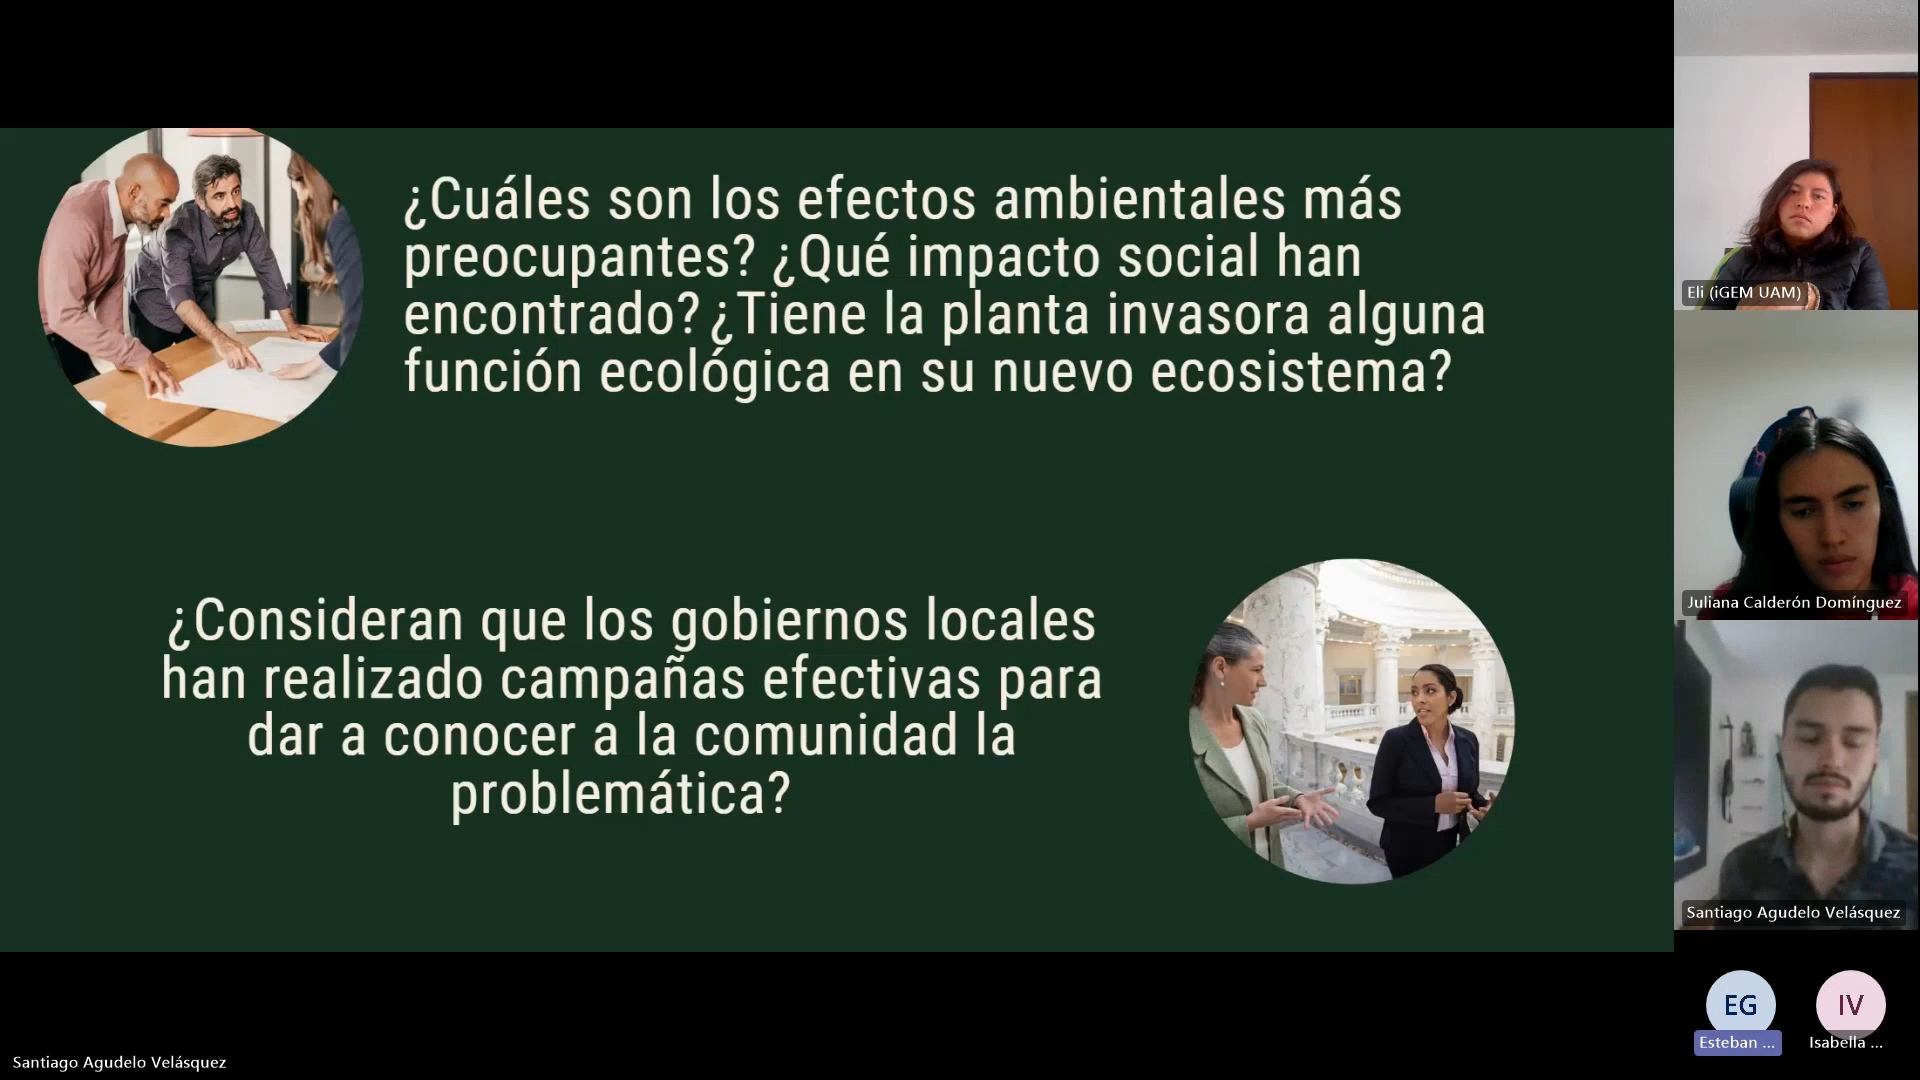 ¿Cuáles son los efectos ambientales más
preocupantes? ¿Qué impacto social han
encontrado? ¿Tiene la planta invasora alguna
función ecológica en su nuevo ecosistema?
¿Consideran que los gobiernos locales
han realizado campañas efectivas para
dar a conocer a la comunidad la
problemática?
Eli (iGEM UAM)
Juliana Calderón Domínguez
Santiago Agudelo Velásquez
EG
IV
Esteban ...
Isabella ...
Santiago Agudelo Velásquez